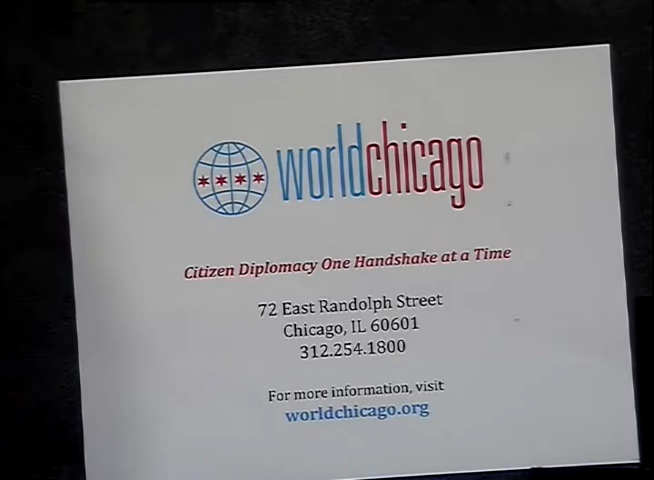 worldchicago
Citizen Diplomacy One Handshake at a Time
72 East Randolph Street
Chicago, IL 60601
312.254.1800
For more information, visit
worldchicago.org